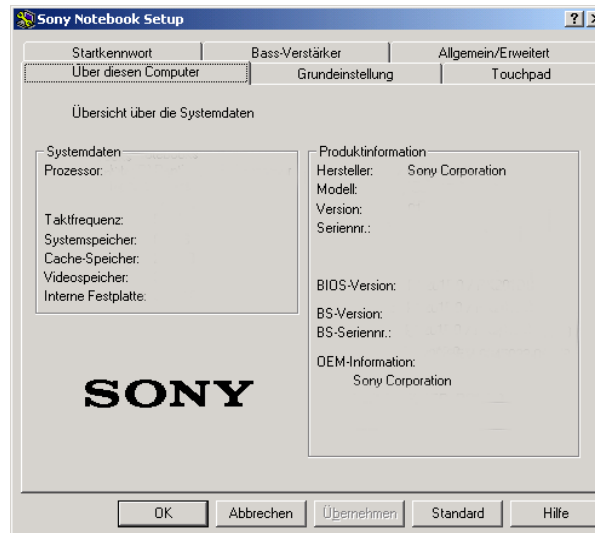 Sony Notebook Setup
Startkennwort
Bass-Verstärker
Allgemein/Erweitert
Über diesen Computer
Grundeinstellung
Touchpad
Übersicht über die Systemdaten
Systemdaten
Prozessor:
Taktfrequenz:
Systemspeicher:
Cache-Speicher:
Videospeicher:
Interne Festplatte:
Produktinformation
Hersteller: Sony Corporation
Modell:
Version:
Seriennr.:
BIOS-Version:
BS-Version:
BS-Seriennr.:
OEM-Information:
Sony Corporation
SONY
OK
Abbrechen
Übernehmen
Standard
Hilfe